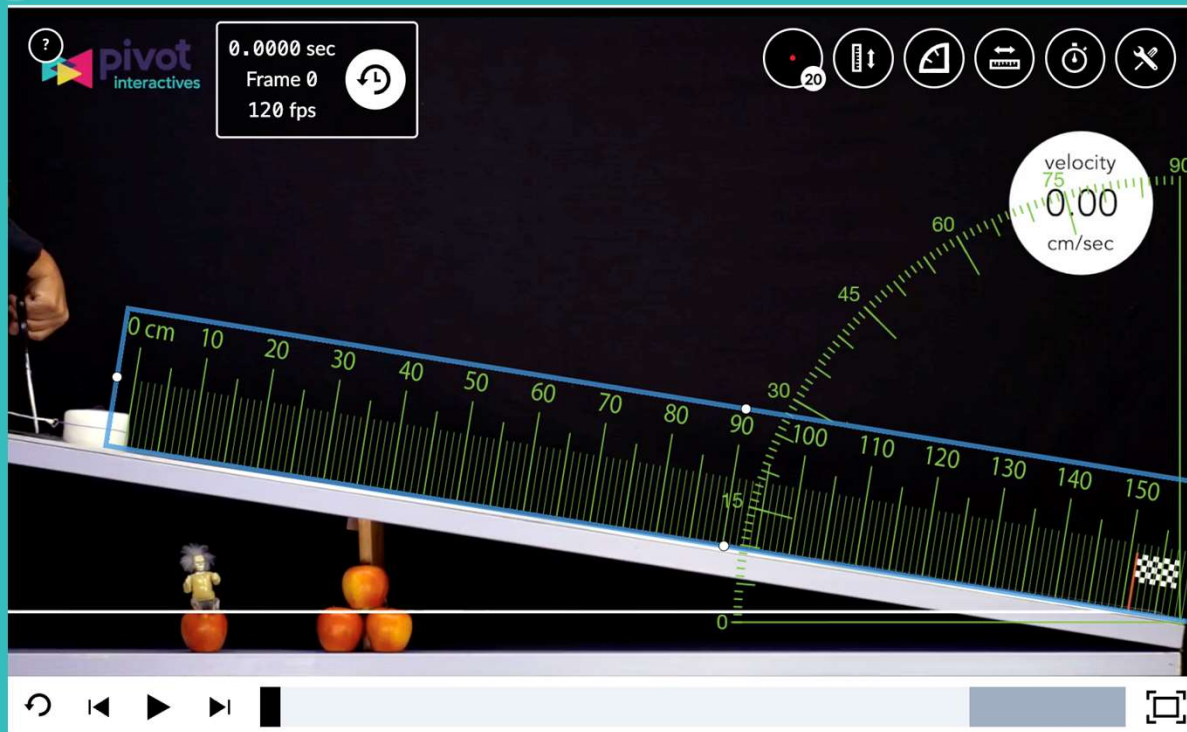 ?
pivot
interactives
0.0000 sec
Frame 0
120 fps
20
velocity
0.00
cm/sec
0 cm 10 20 30 40 50 60 70 80 90 100 110 120 130 140 150
0 15 30 45 60 75 90